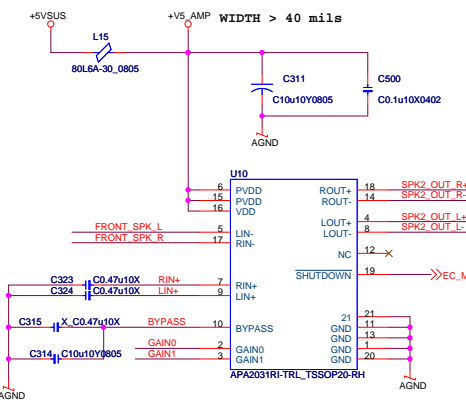 +5VSUS +V5_AMP WIDTH > 40 mils
L15
80L6A-30_0805
C311 C500
C10u10Y0805 C0.1u10X0402
AGND
U10
6 PVDD ROUT+ 18 SPK2_OUT_R+
15 PVDD ROUT- 14 SPK2_OUT_R-
16 VDD
LOUT+ 4 SPK2_OUT_L+
FRONT_SPK_L 5 LIN- LOUT- 8 SPK2_OUT_L-
FRONT_SPK_R 17 RIN-
NC 12
SHUTDOWN 19 EC_M
C323 C0.47u10X RIN+ 7 RIN+
C324 C0.47u10X LIN+ 9 LIN+
C315 X_C0.47u10X BYPASS 10 BYPASS
21 21
GND 11
GND 13
C314 C10u10Y0805 GAIN0 2 GAIN0 GND 1
GAIN1 3 GAIN1 GND 20
APA2031RI-TRL_TSSOP20-RH
AGND AGND